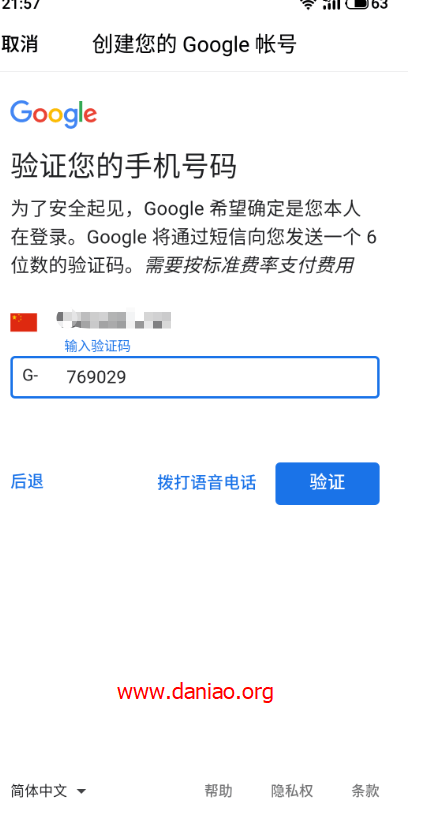 21:57
63
取消
创建您的 Google 帐号
Google
验证您的手机号码
为了安全起见，Google 希望确定是您本人
在登录。Google 将通过短信向您发送一个 6
位数的验证码。需要按标准费率支付费用
输入验证码
G-
769029
后退
拨打语音电话
验证
www.daniao.org
简体中文
帮助
隐私权
条款